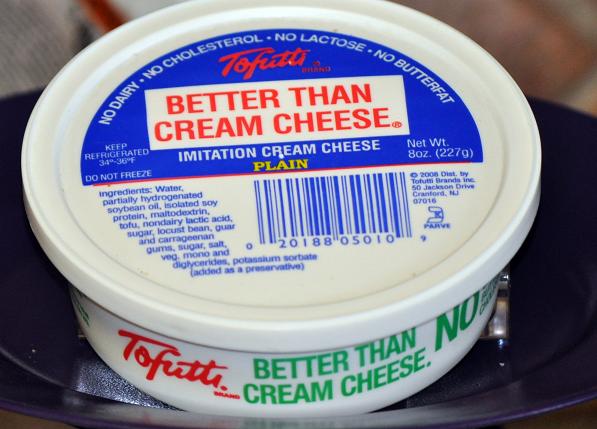 NO DAIRY • NO CHOLESTEROL • NO LACTOSE • NO BUTTERFAT
Tofutti
BRAND
BETTER THAN
CREAM CHEESE®
KEEP
REFRIGERATED
34°-36°F
DO NOT FREEZE
IMITATION CREAM CHEESE
PLAIN
Net Wt.
8oz. (227g)
ingredients: Water,
partially hydrogenated
soybean oil, isolated soy
protein, maltodextrin,
tofu, nondairy lactic acid,
sugar, locust bean, guar
and carrageenan
gums, sugar, salt,
veg. mono and
diglycerides, potassium sorbate
(added as a preservative)
0 20188 05010 9
© 2008 Dist. by
Tofutti Brands Inc.
50 Jackson Drive
Cranford, NJ
07016
K
PARVE
Tofutti
BRAND
BETTER THAN
CREAM CHEESE.
NO